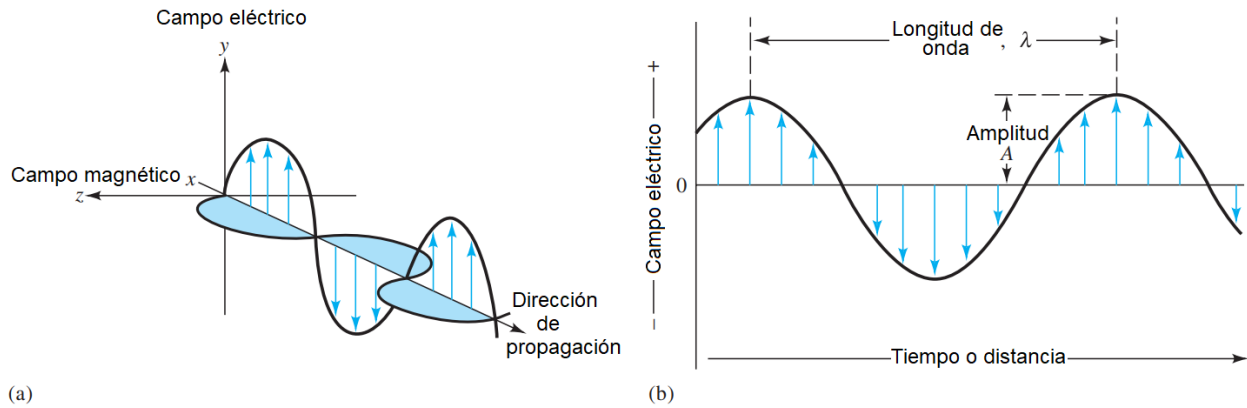 Campo eléctrico
y
Campo magnético
x
z
Dirección
de
propagación
(a)
Longitud de
onda , λ
+
Campo eléctrico
−
0
Amplitud
A
Tiempo o distancia
(b)